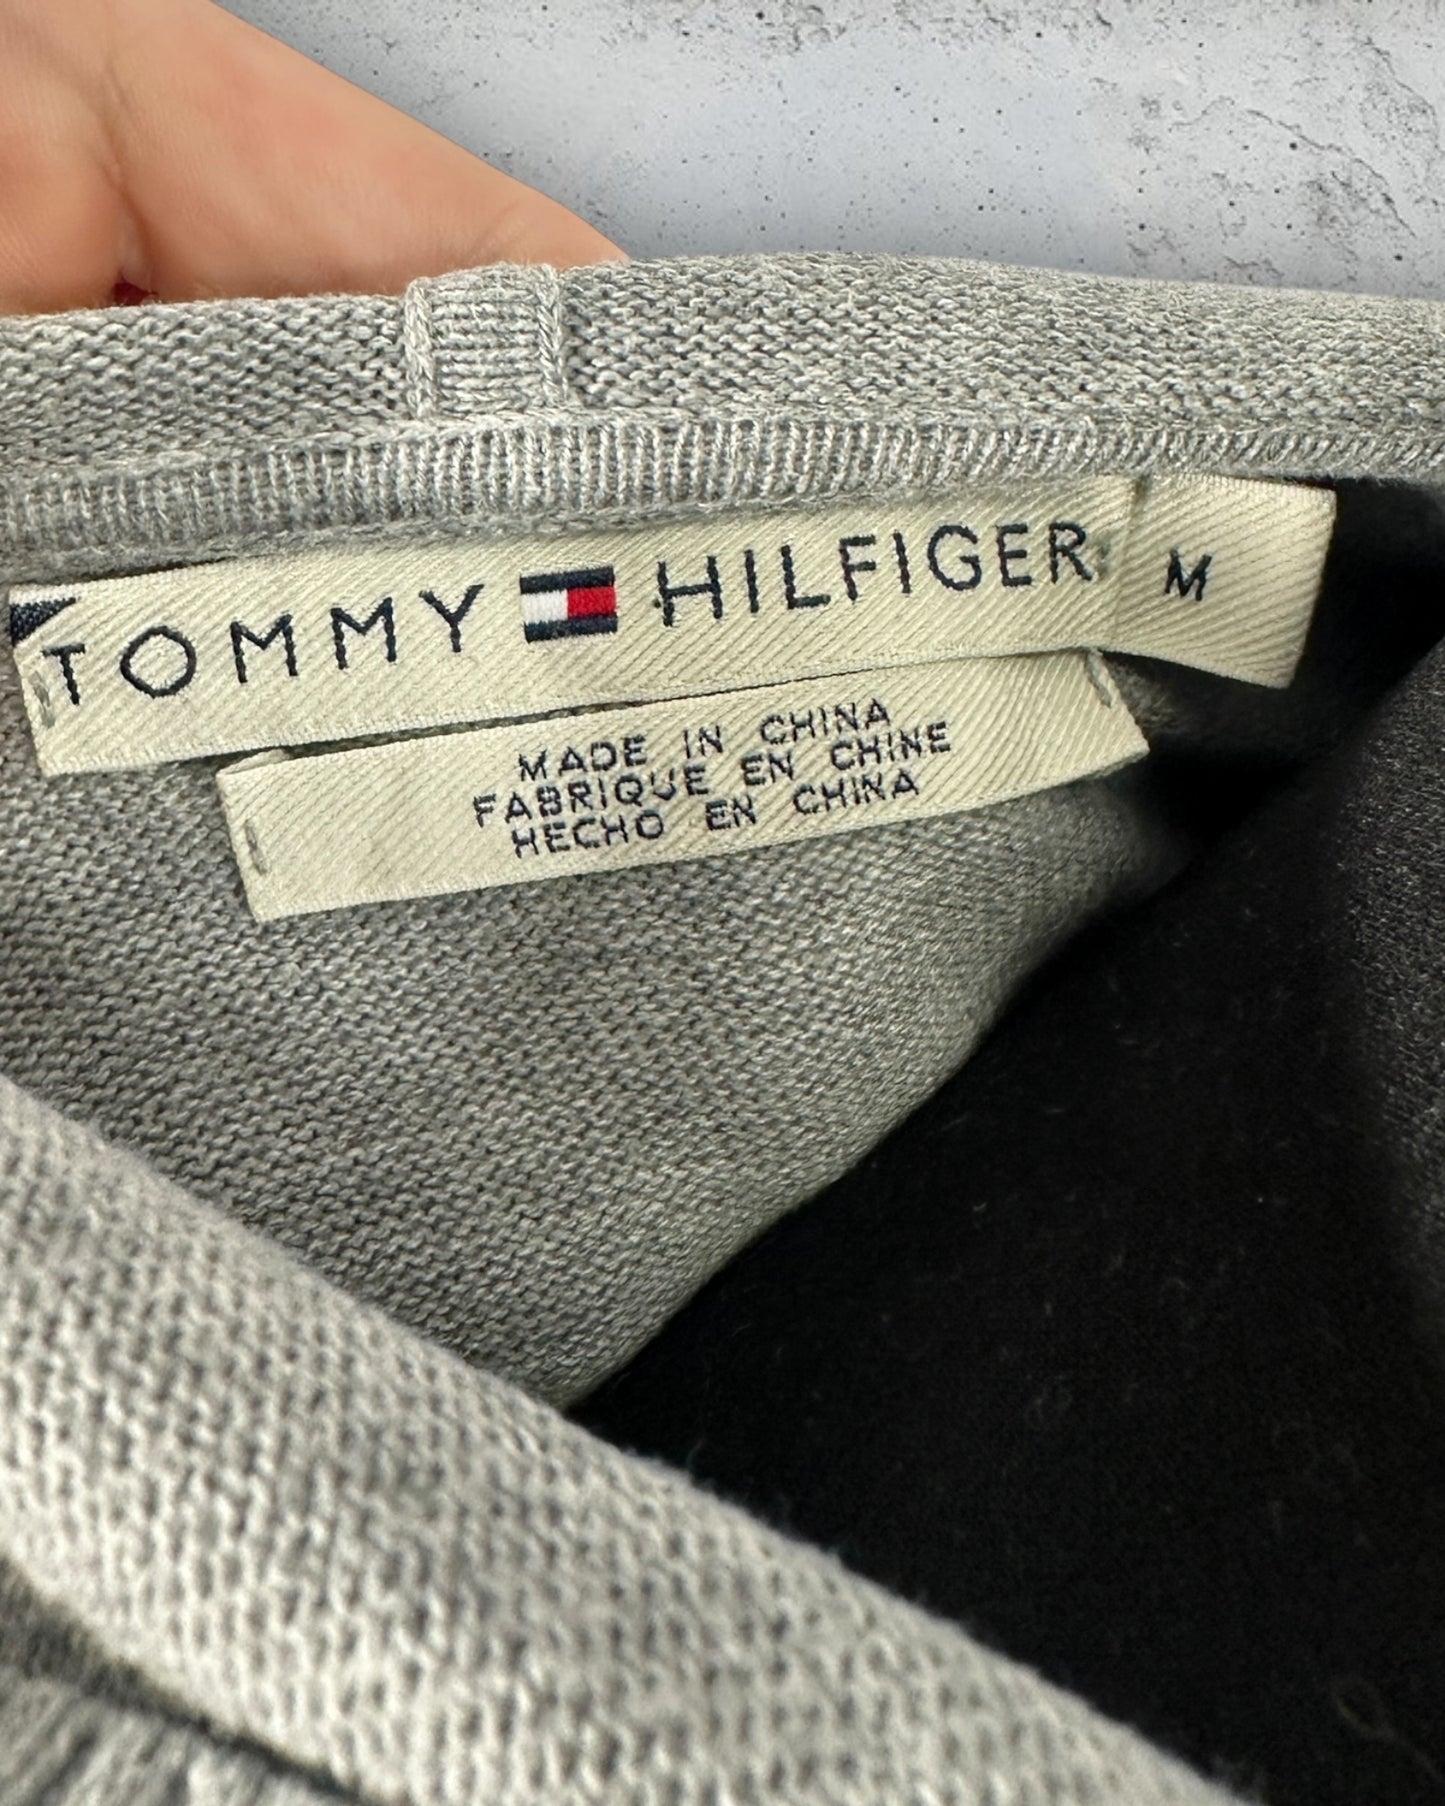 TOMMY HILFIGER M
MADE IN CHINA
FABRIQUE EN CHINE
HECHO EN CHINA